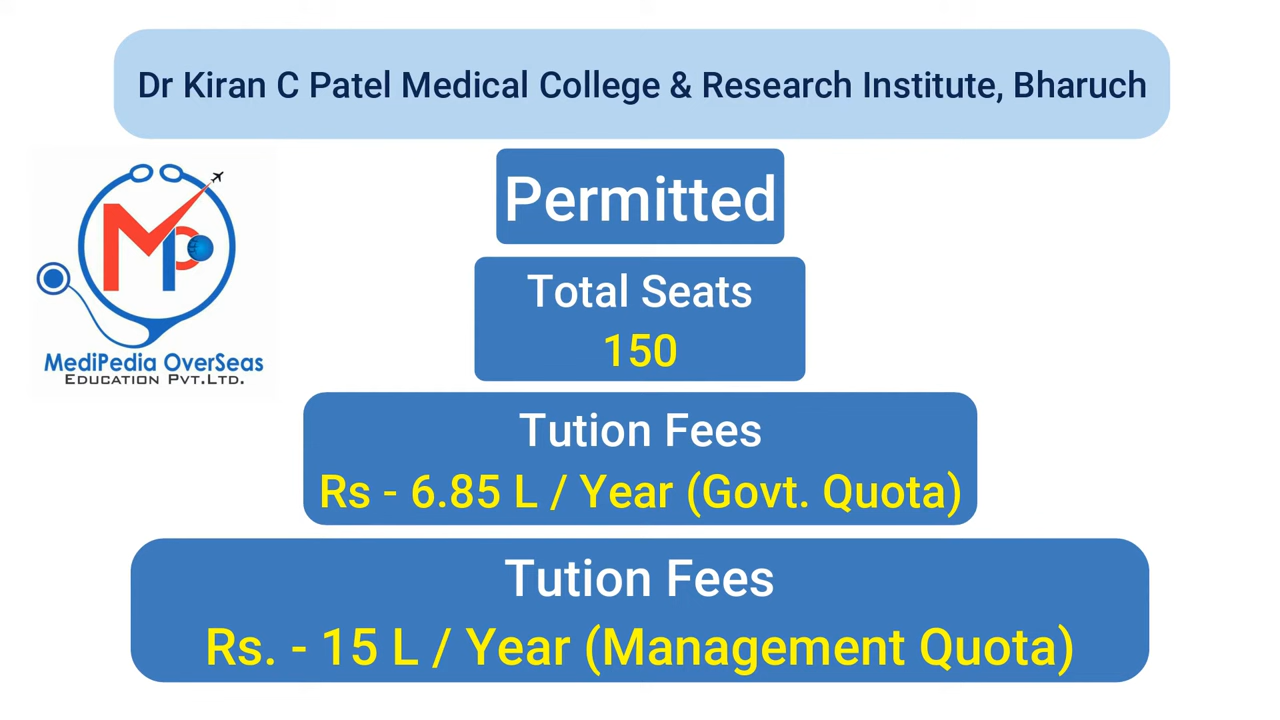 Dr Kiran C Patel Medical College & Research Institute, Bharuch
Permitted
MP
MediPedia OverSeas
Education Pvt.Ltd.
Total Seats
150
Tution Fees
Rs - 6.85 L / Year (Govt. Quota)
Tution Fees
Rs. - 15 L / Year (Management Quota)